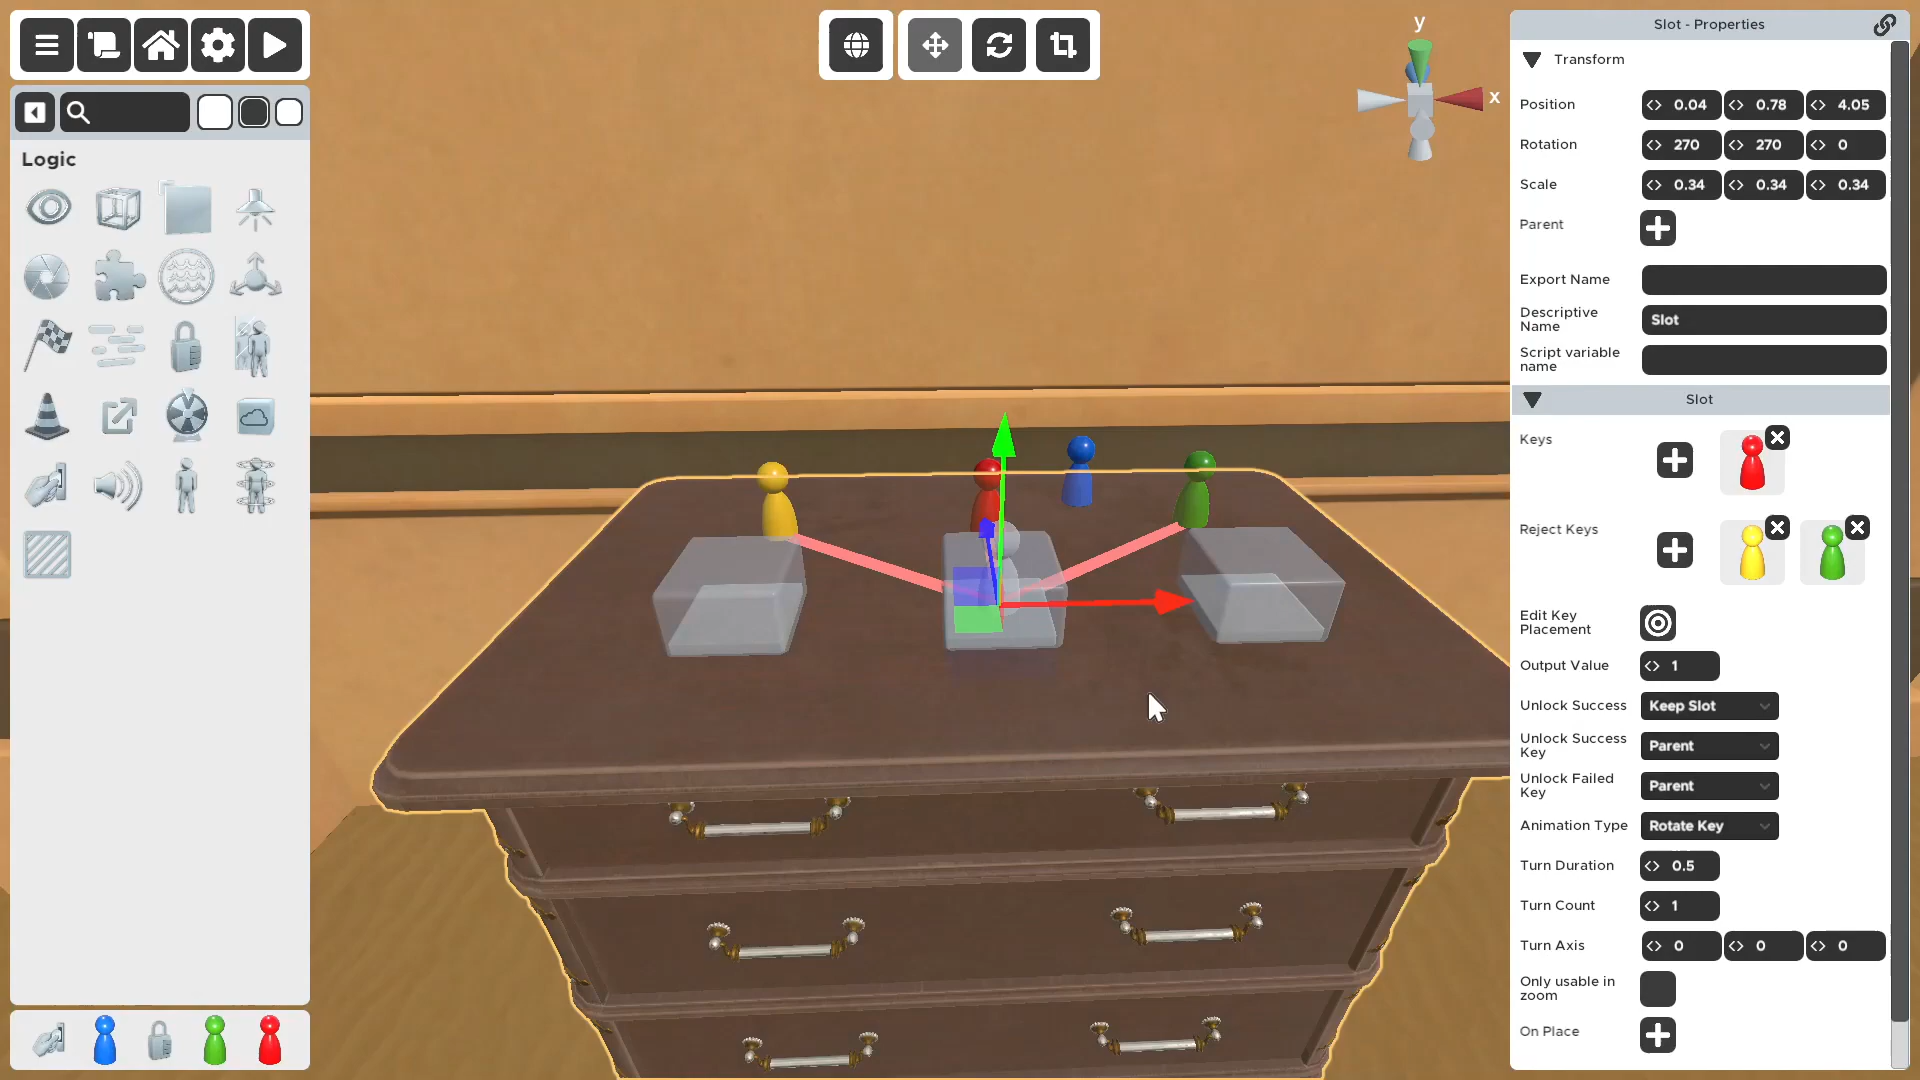 Slot - Properties
Transform
Position 0.04 0.78 4.05
Rotation 270 270 0
Scale 0.34 0.34 0.34
Parent
Export Name
Descriptive
Name
Slot
Script variable
name
Slot
Keys
Reject Keys
Edit Key
Placement
Output Value 1
Unlock Success Keep Slot
Unlock Success
Key
Parent
Unlock Failed
Key
Parent
Animation Type Rotate Key
Turn Duration 0.5
Turn Count 1
Turn Axis 0 0 0
Only usable in
zoom
On Place
Logic
y
x